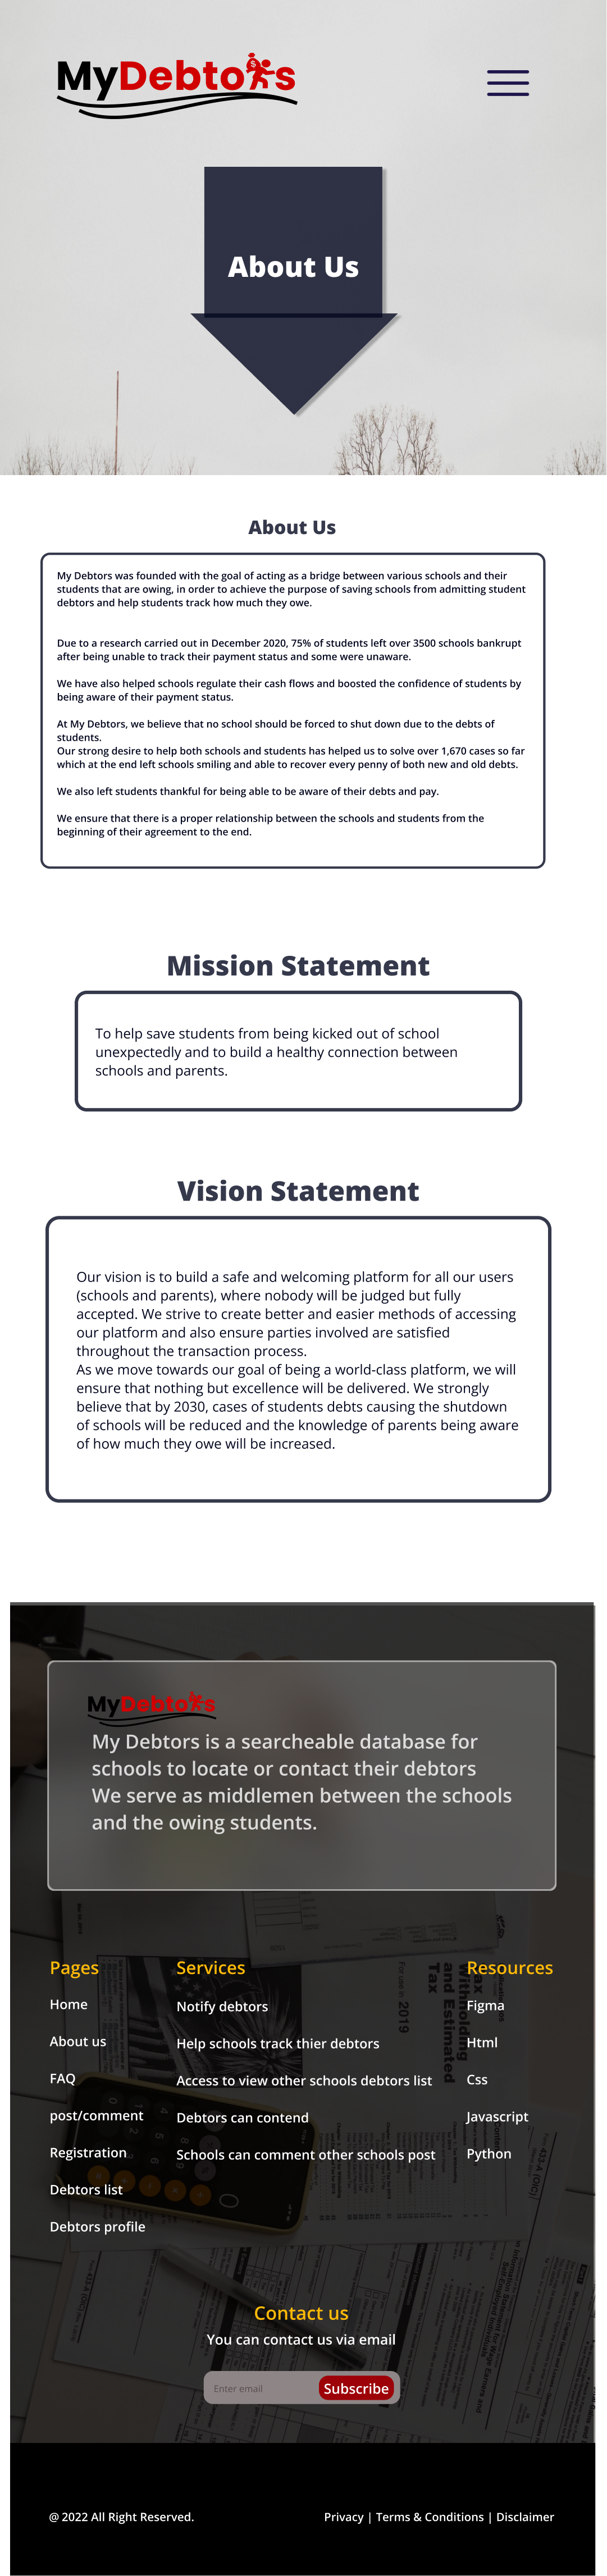 MyDebtors
About Us
About Us
My Debtors was founded with the goal of acting as a bridge between various schools and their
students that are owing, in order to achieve the purpose of saving schools from admitting student
debtors and help students track how much they owe.
Due to a research carried out in December 2020, 75% of students left over 3500 schools bankrupt
after being unable to track their payment status and some were unaware.
We have also helped schools regulate their cash flows and boosted the confidence of students by
being aware of their payment status.
At My Debtors, we believe that no school should be forced to shut down due to the debts of
students.
Our strong desire to help both schools and students has helped us to solve over 1,670 cases so far
which at the end left schools smiling and able to recover every penny of both new and old debts.
We also left students thankful for being able to be aware of their debts and pay.
We ensure that there is a proper relationship between the schools and students from the
beginning of their agreement to the end.
Mission Statement
To help save students from being kicked out of school
unexpectedly and to build a healthy connection between
schools and parents.
Vision Statement
Our vision is to build a safe and welcoming platform for all our users
(schools and parents), where nobody will be judged but fully
accepted. We strive to create better and easier methods of accessing
our platform and also ensure parties involved are satisfied
throughout the transaction process.
As we move towards our goal of being a world-class platform, we will
ensure that nothing but excellence will be delivered. We strongly
believe that by 2030, cases of students debts causing the shutdown
of schools will be reduced and the knowledge of parents being aware
of how much they owe will be increased.
MyDebtors
My Debtors is a searcheable database for
schools to locate or contact their debtors
We serve as middlemen between the schools
and the owing students.
Pages
Home
About us
FAQ
post/comment
Registration
Debtors list
Debtors profile
Services
Notify debtors
Help schools track thier debtors
Access to view other schools debtors list
Debtors can contend
Schools can comment other schools post
Resources
Figma
Html
Css
Javascript
Python
For use in 2019
and Estimated
Tax
433-A (OIC)
Contact us
You can contact us via email
Enter email
Subscribe
@ 2022 All Right Reserved.
Privacy | Terms & Conditions | Disclaimer